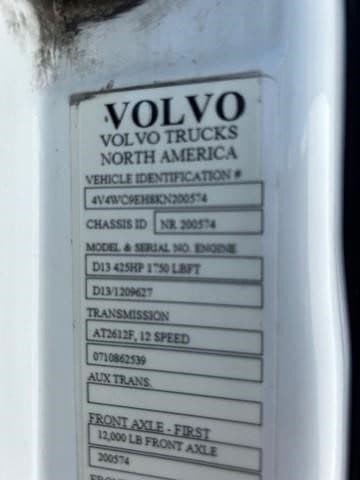 VOLVO
VOLVO TRUCKS
NORTH AMERICA
VEHICLE IDENTIFICATION #
4V4WC9EH8KN200574
CHASSIS ID NR 200574
MODEL & SERIAL NO. ENGINE
D13 425HP 1750 LBFT
D13/1209627
TRANSMISSION
AT2612F, 12 SPEED
0710862539
AUX TRANS.
FRONT AXLE - FIRST
12,000 LB FRONT AXLE
200574